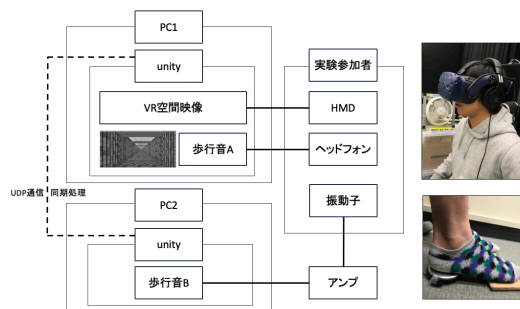 PC1
unity
実験参加者
VR空間映像
HMD
歩行音A
ヘッドフォン
UDP通信 同期処理
PC2
振動子
unity
歩行音B
アンプ